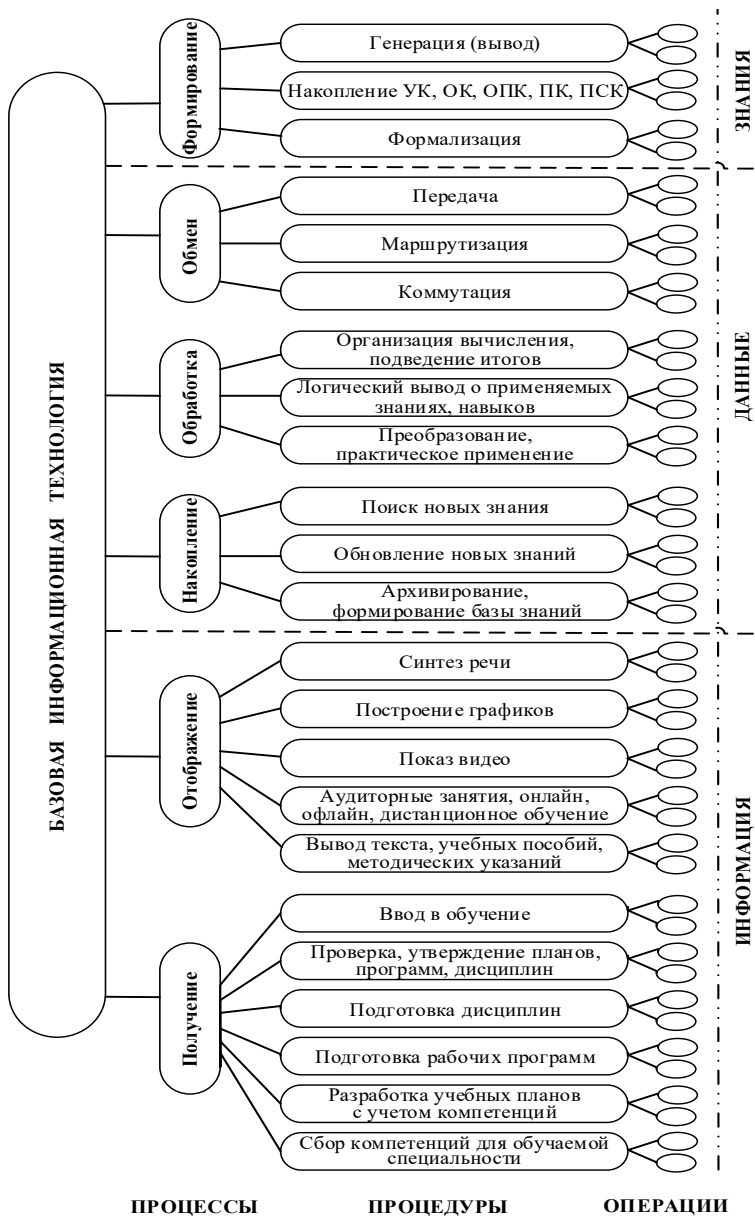 БАЗОВАЯ ИНФОРМАЦИОННАЯ ТЕХНОЛОГИЯ
Формирование
Генерация (вывод)
Накопление УК, ОК, ОПК, ПК, ПСК
Формализация
ЗНАНИЯ
Обмен
Передача
Маршрутизация
Коммутация
Обработка
Организация вычисления,
подведение итогов
Логический вывод о применяемых
знаниях, навыков
Преобразование,
практическое применение
ДАННЫЕ
Накопление
Поиск новых знания
Обновление новых знаний
Архивирование,
формирование базы знаний
Отображение
Синтез речи
Построение графиков
Показ видео
Аудиторные занятия, онлайн,
офлайн, дистанционное обучение
Вывод текста, учебных пособий,
методических указаний
ИНФОРМАЦИЯ
Получение
Ввод в обучение
Проверка, утверждение планов,
программ, дисциплин
Подготовка дисциплин
Подготовка рабочих программ
Разработка учебных планов
с учетом компетенций
Сбор компетенций для обучаемой
специальности
ПРОЦЕССЫ ПРОЦЕДУРЫ ОПЕРАЦИИ